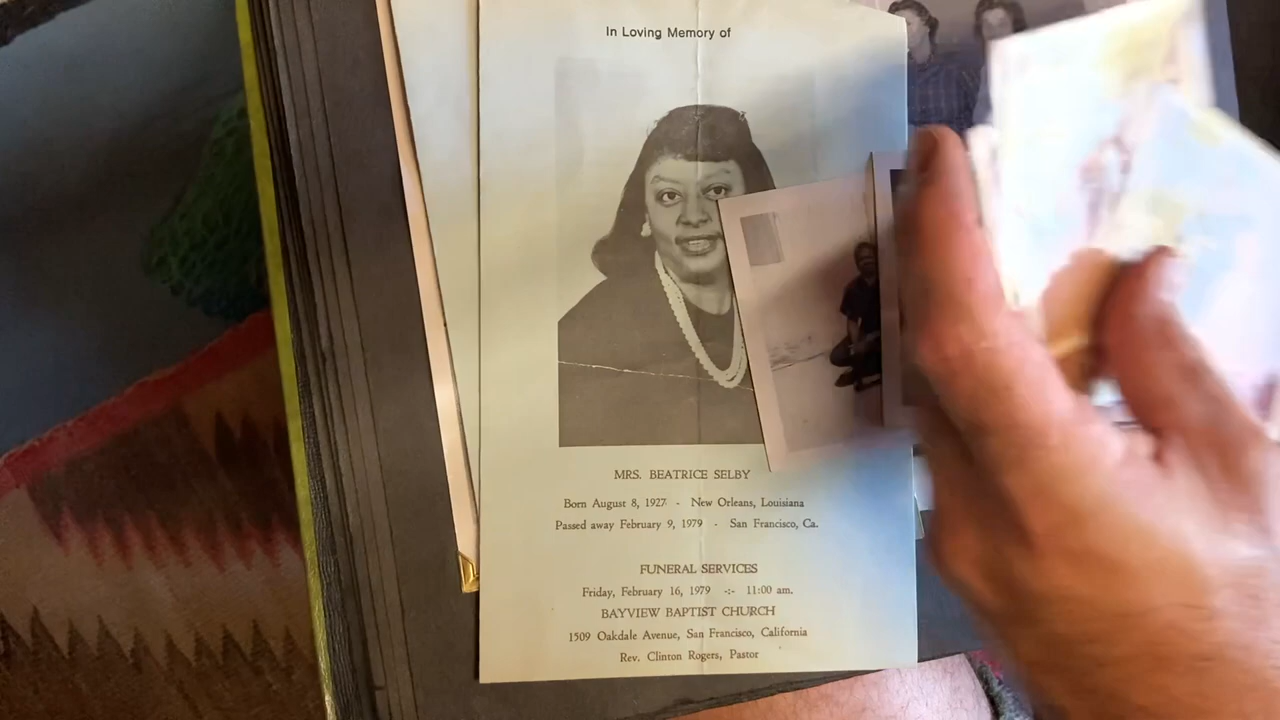 In Loving Memory of
MRS. BEATRICE SELBY
Born August 8, 1927 - New Orleans, Louisiana
Passed away February 9, 1979 - San Francisco, Ca.
FUNERAL SERVICES
Friday, February 16, 1979 -:- 11:00 am.
BAYVIEW BAPTIST CHURCH
1509 Oakdale Avenue, San Francisco, California
Rev. Clinton Rogers, Pastor